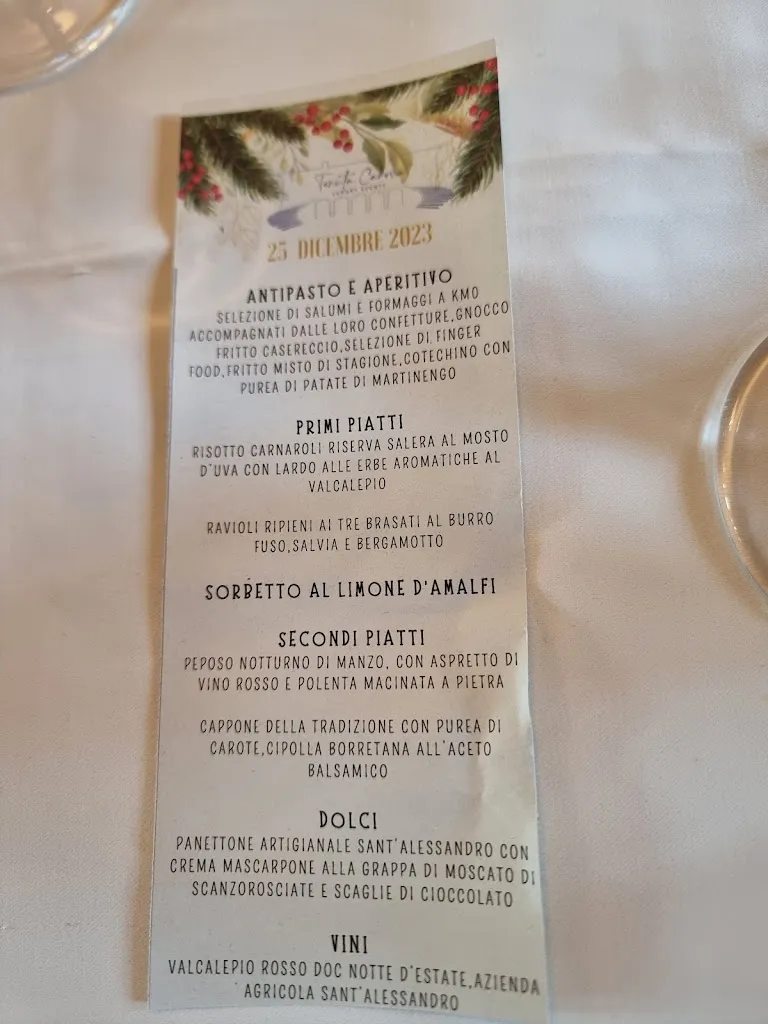 Tenuta
LUXURY EVENTS
25 DICEMBRE 2023
ANTIPASTO E APERITIVO
SELEZIONE DI SALUMI E FORMAGGI A KM0
ACCOMPAGNATI DALLE LORO CONFETTURE,GNOCCO
FRITTO CASERECCIO,SELEZIONE DI FINGER
FOOD,FRITTO MISTO DI STAGIONE,COTECHINO CON
PUREA DI PATATE DI MARTINENGO
PRIMI PIATTI
RISOTTO CARNAROLI RISERVA SALERA AL MOSTO
D'UVA CON LARDO ALLE ERBE AROMATICHE AL
VALCALEPIO
RAVIOLI RIPIENI AI TRE BRASATI AL BURRO
FUSO,SALVIA E BERGAMOTTO
SORBETTO AL LIMONE D'AMALFI
SECONDI PIATTI
PEPOSO NOTTURNO DI MANZO, CON ASPRETTO DI
VINO ROSSO E POLENTA MACINATA A PIETRA
CAPPONE DELLA TRADIZIONE CON PUREA DI
CAROTE,CIPOLLA BORRETANA ALL'ACETO
BALSAMICO
DOLCI
PANETTONE ARTIGIANALE SANT'ALESSANDRO CON
CREMA MASCARPONE ALLA GRAPPA DI MOSCATO DI
SCANZOROSCIATE E SCAGLIE DI CIOCCOLATO
VINI
VALCALEPIO ROSSO DOC NOTTE D'ESTATE,AZIENDA
AGRICOLA SANT'ALESSANDRO